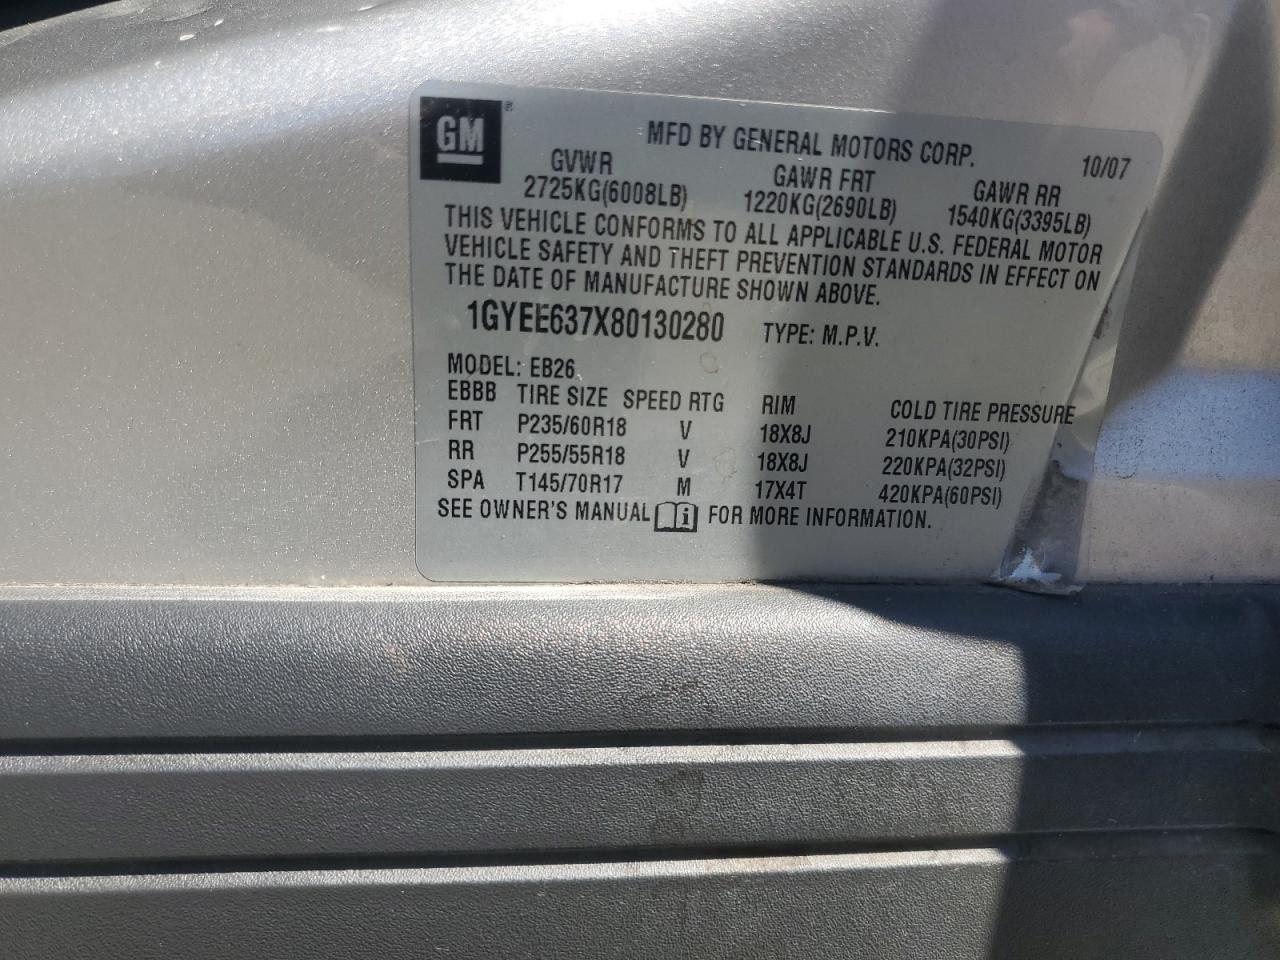 GM®
MFD BY GENERAL MOTORS CORP. 10/07
GVWR GAWR FRT GAWR RR
2725KG(6008LB) 1220KG(2690LB) 1540KG(3395LB)
THIS VEHICLE CONFORMS TO ALL APPLICABLE U.S. FEDERAL MOTOR
VEHICLE SAFETY AND THEFT PREVENTION STANDARDS IN EFFECT ON
THE DATE OF MANUFACTURE SHOWN ABOVE.
1GYEE637X80130280 TYPE: M.P.V.
MODEL: EB26
EBBB TIRE SIZE SPEED RTG RIM COLD TIRE PRESSURE
FRT P235/60R18 V 18X8J 210KPA(30PSI)
RR P255/55R18 V 18X8J 220KPA(32PSI)
SPA T145/70R17 M 17X4T 420KPA(60PSI)
SEE OWNER'S MANUAL i FOR MORE INFORMATION.